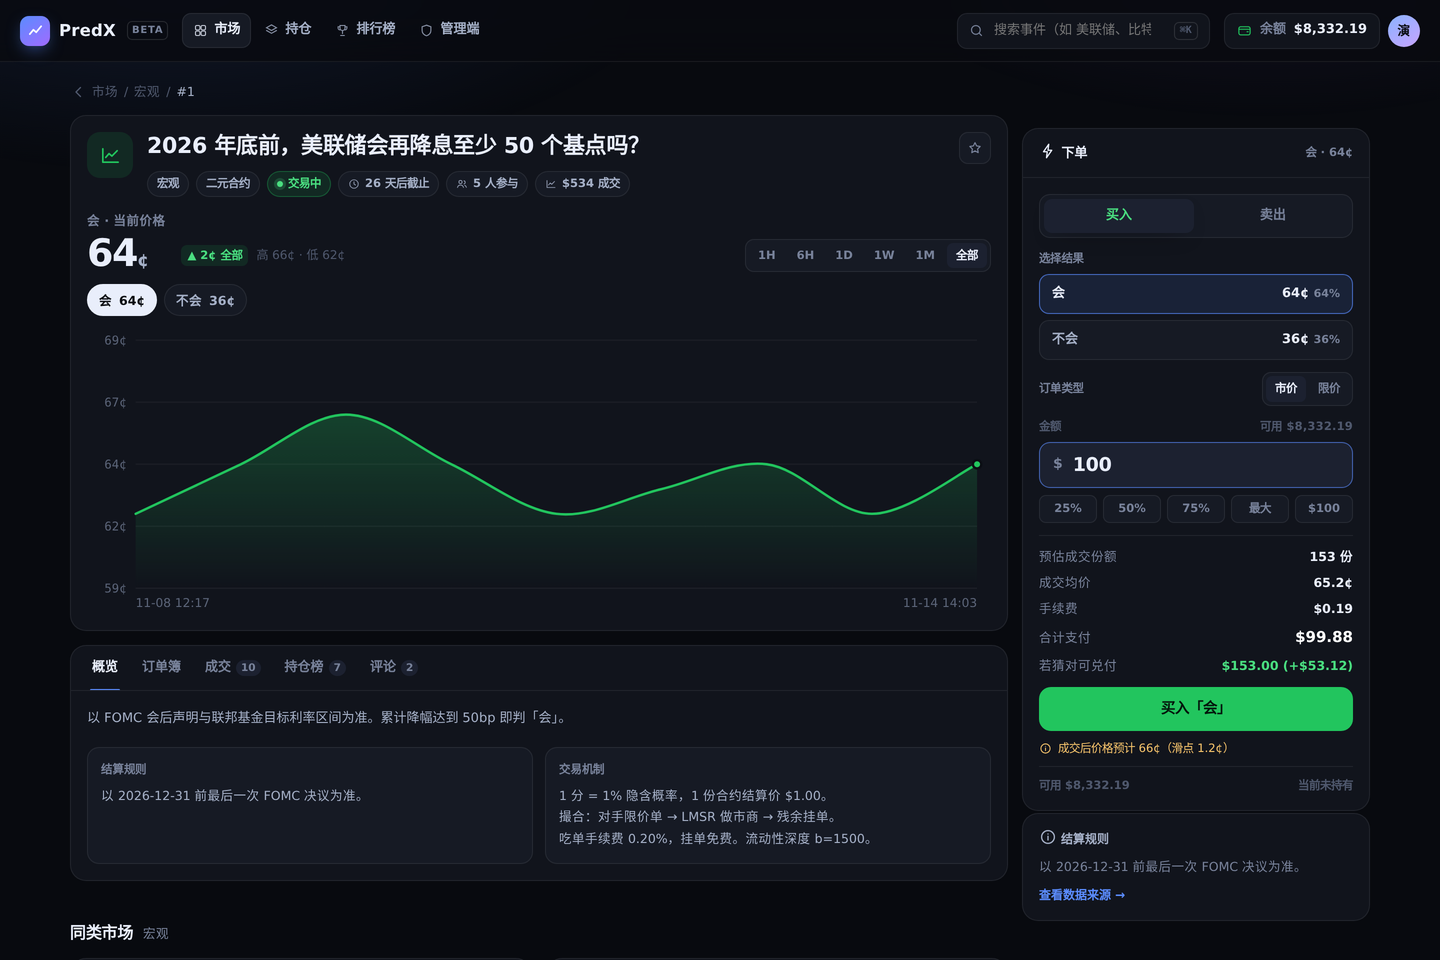 PredX BETA 市场 持仓 排行榜 管理端 搜索事件（如 美联储、比特 ⌘K 余额 $8,332.19 演
市场 / 宏观 / #1
2026 年底前，美联储会再降息至少 50 个基点吗？
宏观 二元合约 交易中 26 天后截止 5 人参与 $534 成交
会 · 当前价格
64¢ ▲ 2¢ 全部 高 66¢ · 低 62¢
1H 6H 1D 1W 1M 全部
会 64¢ 不会 36¢
69¢
67¢
64¢
62¢
59¢
11-08 12:17 11-14 14:03
概览 订单簿 成交 10 持仓榜 7 评论 2
以 FOMC 会后声明与联邦基金目标利率区间为准。累计降幅达到 50bp 即判「会」。
结算规则
以 2026-12-31 前最后一次 FOMC 决议为准。
交易机制
1 分 = 1% 隐含概率，1 份合约结算价 $1.00。
撮合：对手限价单 → LMSR 做市商 → 残余挂单。
吃单手续费 0.20%，挂单免费。流动性深度 b=1500。
同类市场 宏观
下单 会 · 64¢
买入 卖出
选择结果
会 64¢ 64%
不会 36¢ 36%
订单类型 市价 限价
金额 可用 $8,332.19
$ 100
25% 50% 75% 最大 $100
预估成交份额 153 份
成交均价 65.2¢
手续费 $0.19
合计支付 $99.88
若猜对可兑付 $153.00 (+$53.12)
买入「会」
成交后价格预计 66¢（滑点 1.2¢）
可用 $8,332.19 当前未持有
结算规则
以 2026-12-31 前最后一次 FOMC 决议为准。
查看数据来源 →